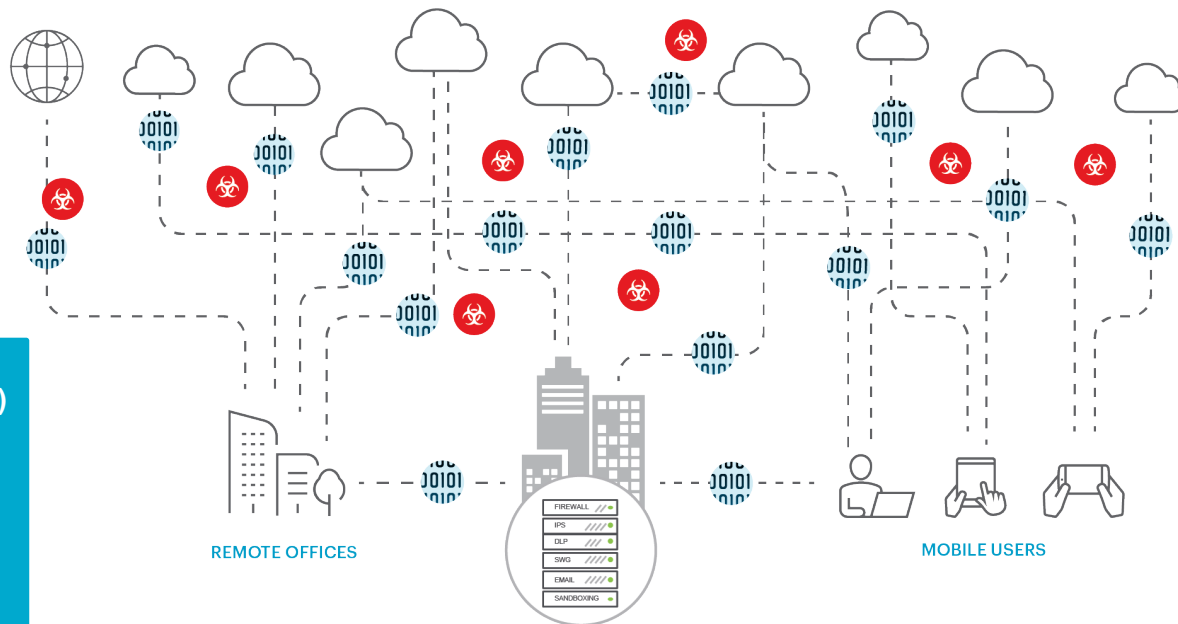 )
REMOTE OFFICES
FIREWALL
IPS
DLP
SWG
EMAIL
SANDBOXING
MOBILE USERS